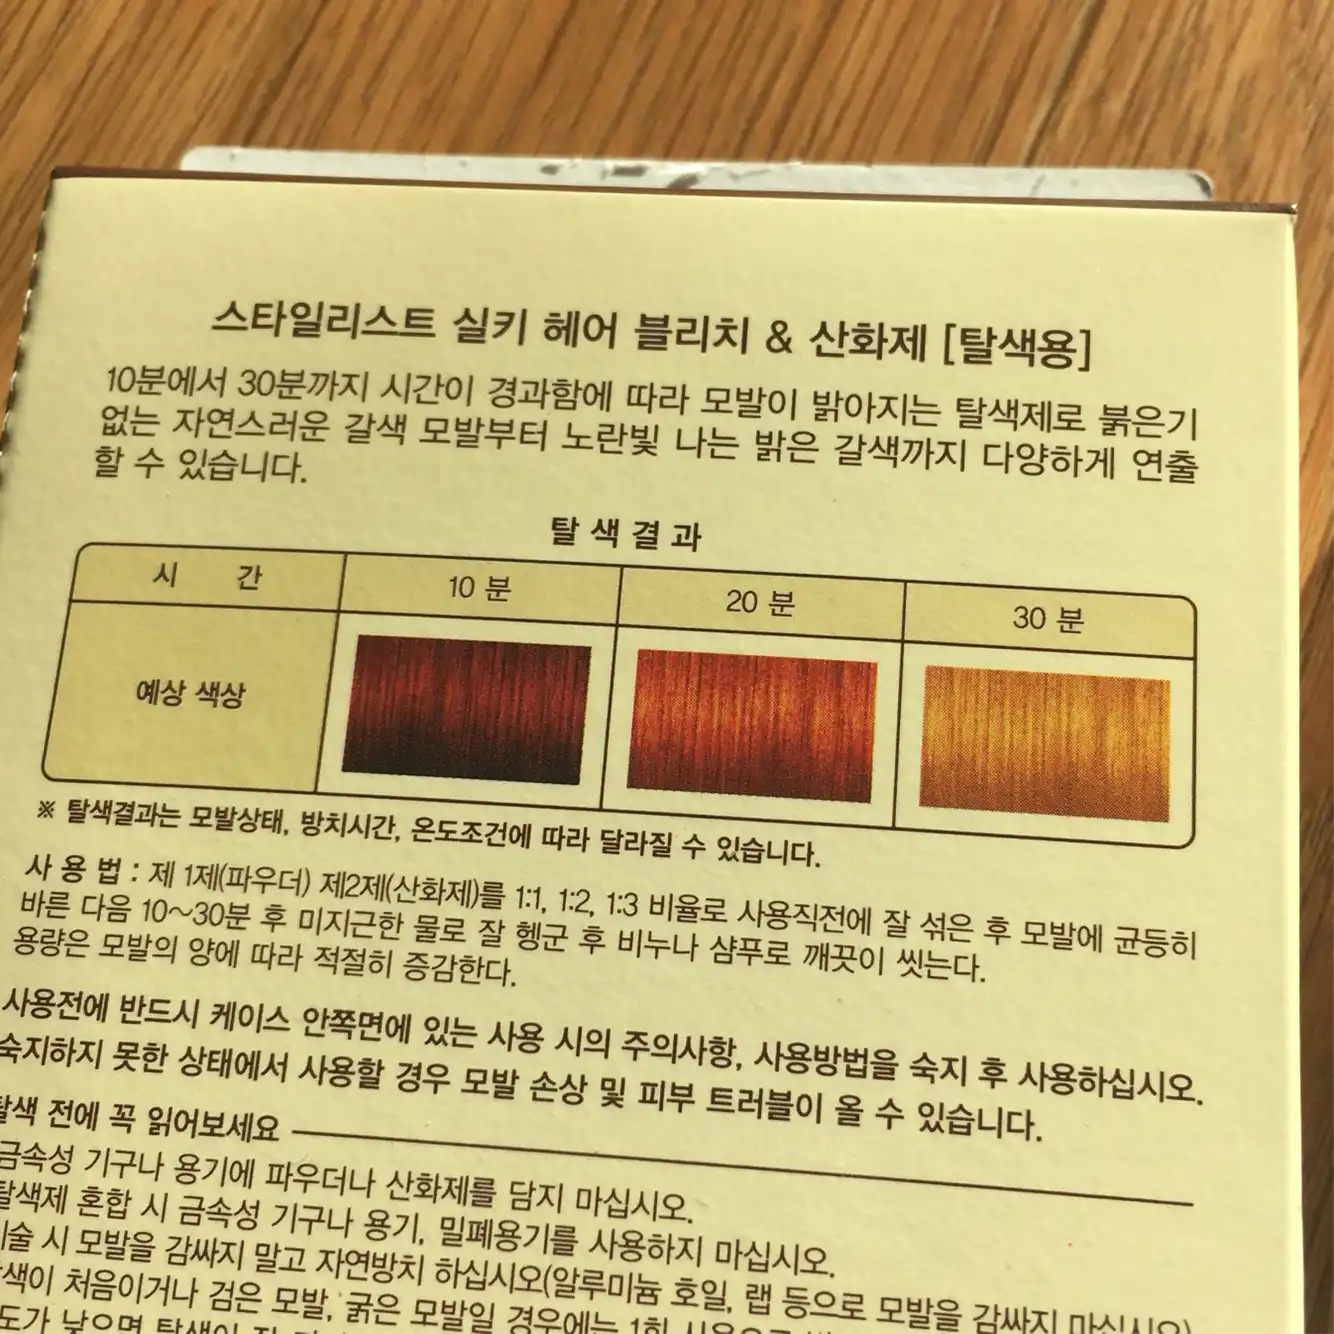 스타일리스트 실키 헤어 블리치 & 산화제 [탈색용]
10분에서 30분까지 시간이 경과함에 따라 모발이 밝아지는 탈색제로 붉은기
없는 자연스러운 갈색 모발부터 노란빛 나는 밝은 갈색까지 다양하게 연출
할 수 있습니다.
탈 색 결 과
시 간 10 분 20 분 30 분
예상 색상
※ 탈색결과는 모발상태, 방치시간, 온도조건에 따라 달라질 수 있습니다.
사 용 법 : 제 1제(파우더) 제2제(산화제)를 1:1, 1:2, 1:3 비율로 사용직전에 잘 섞은 후 모발에 균등히
바른 다음 10~30분 후 미지근한 물로 잘 헹군 후 비누나 샴푸로 깨끗이 씻는다.
용량은 모발의 양에 따라 적절히 증감한다.
사용전에 반드시 케이스 안쪽면에 있는 사용 시의 주의사항, 사용방법을 숙지 후 사용하십시오.
숙지하지 못한 상태에서 사용할 경우 모발 손상 및 피부 트러블이 올 수 있습니다.
탈색 전에 꼭 읽어보세요
금속성 기구나 용기에 파우더나 산화제를 담지 마십시오.
탈색제 혼합 시 금속성 기구나 용기, 밀폐용기를 사용하지 마십시오.
시 모발을 감싸지 말고 자연방치 하십시오(알루미늄 호일, 랩 등으로 모발을 감싸지 마십시오)
처음이거나 검은 모발, 굵은 모발일 경우에는 1회
낮으면